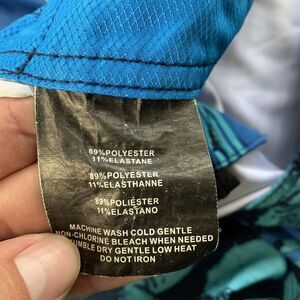 89%POLYESTER
11%ELASTANE
89%POLYESTER
11%ELASTHANNE
89%POLIÉSTER
11%ELASTANO
MACHINE WASH COLD GENTLE
NON-CHLORINE BLEACH WHEN NEEDED
TUMBLE DRY GENTLE LOW HEAT
DO NOT IRON